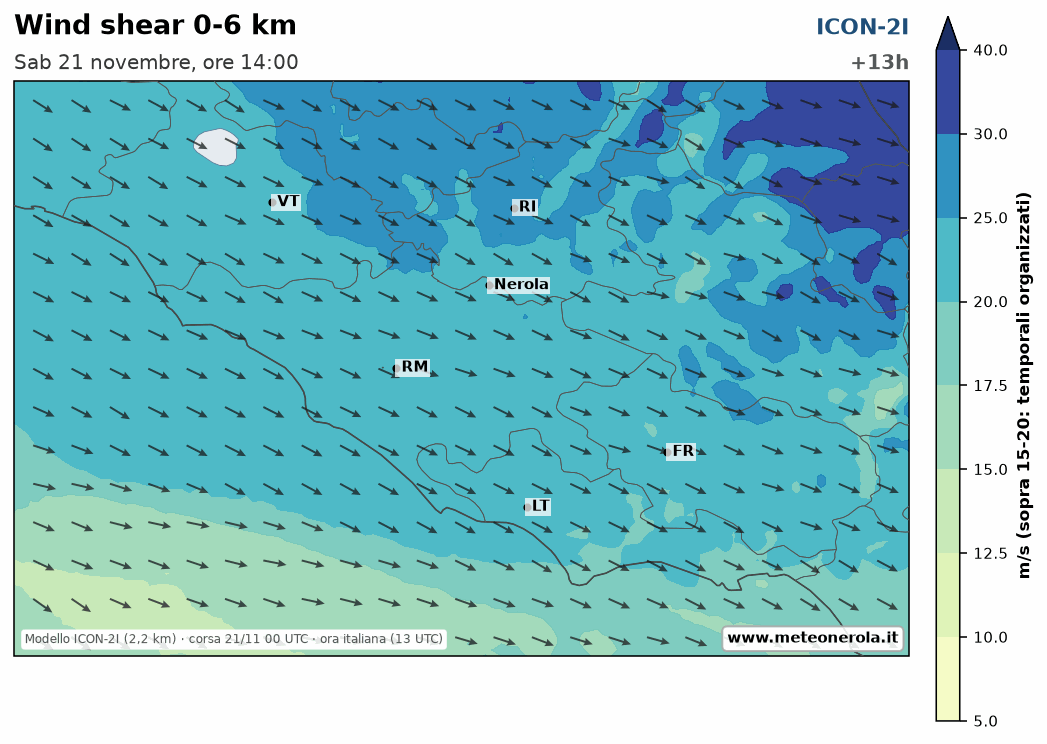 Wind shear 0-6 km
ICON-2I
Sab 21 novembre, ore 14:00
+13h
VT
RI
Nerola
RM
FR
LT
Modello ICON-2I (2,2 km) · corsa 21/11 00 UTC · ora italiana (13 UTC)
www.meteonerola.it
40.0
30.0
25.0
20.0
17.5
15.0
12.5
10.0
5.0
m/s (sopra 15-20: temporali organizzati)